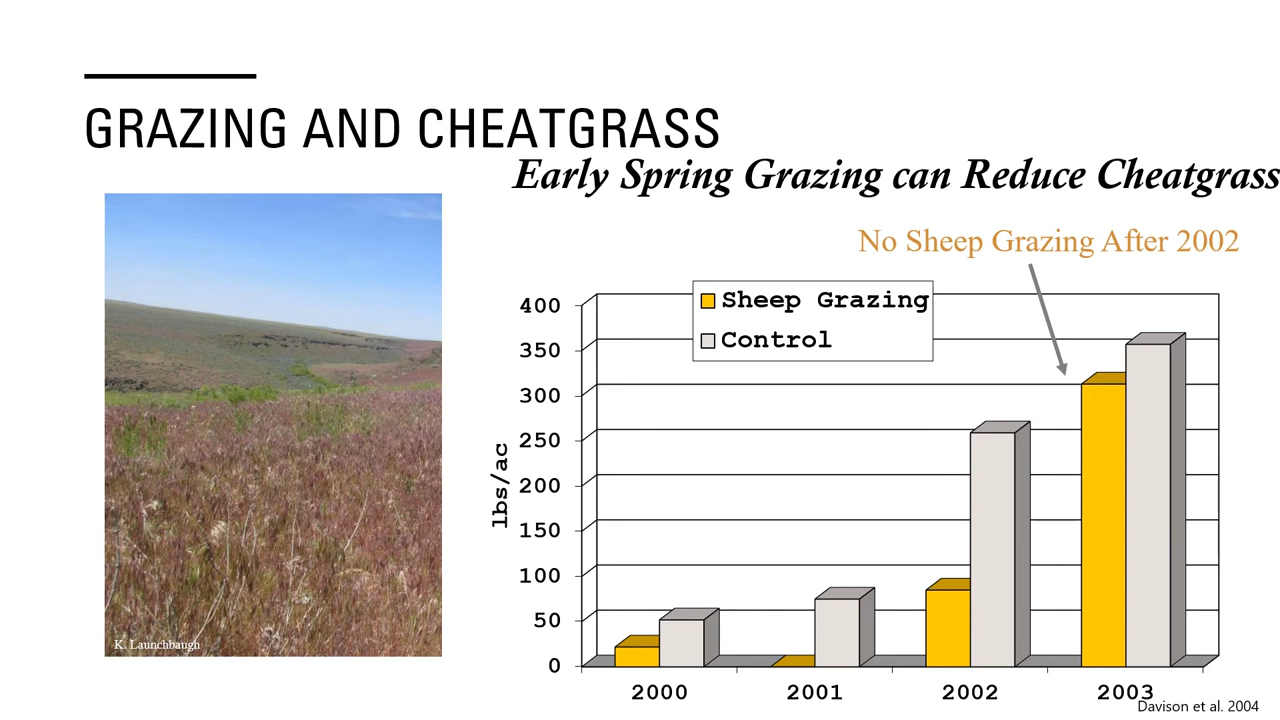 GRAZING AND CHEATGRASS
Early Spring Grazing can Reduce Cheatgrass
No Sheep Grazing After 2002
Sheep Grazing
Control
400
350
300
250
200
150
100
50
0
lbs/ac
2000 2001 2002 2003
K. Launchbaugh
Davison et al. 2004